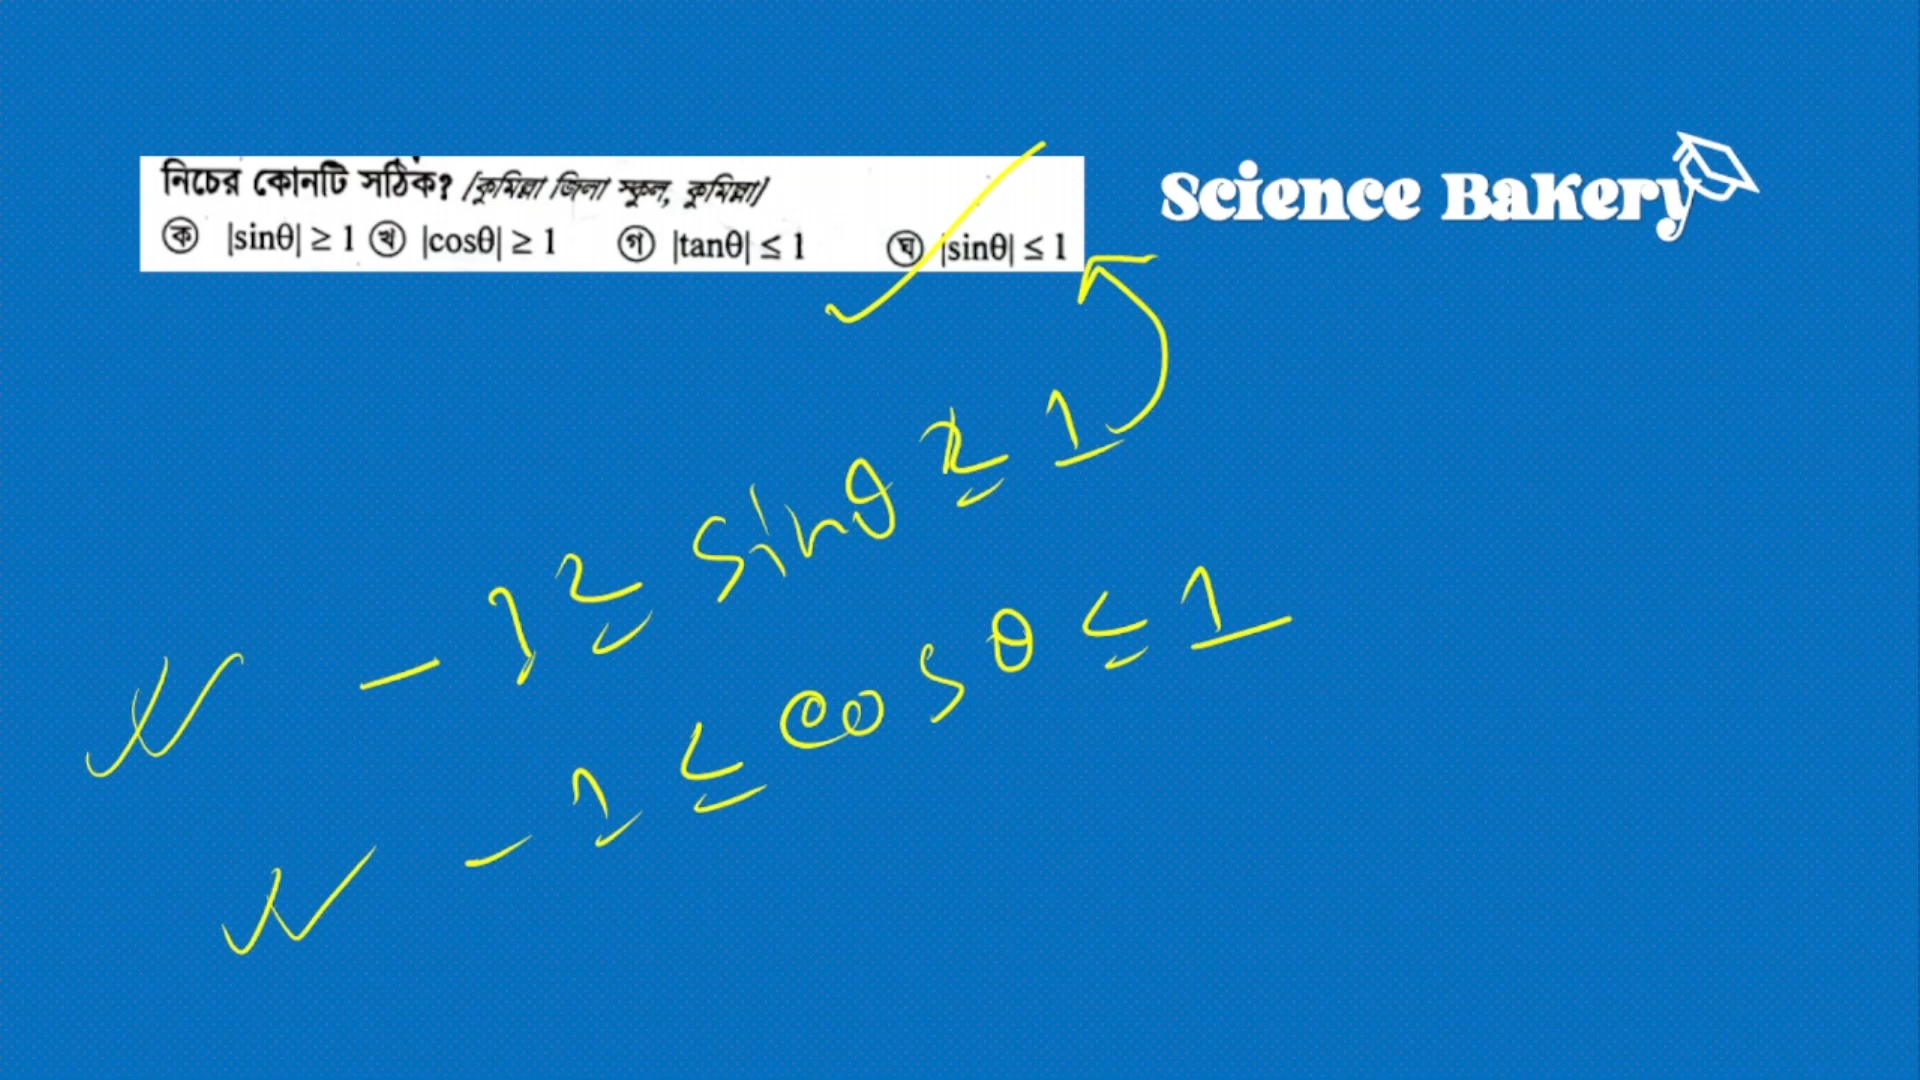 নিচের কোনটি সঠিক? [কুমিল্লা জিলা স্কুল, কুমিল্লা]
ক |sinθ| ≥ 1 খ |cosθ| ≥ 1 গ |tanθ| ≤ 1 ঘ |sinθ| ≤ 1
Science Bakery
-1 ≤ sinθ ≤ 1
-1 ≤ cosθ ≤ 1